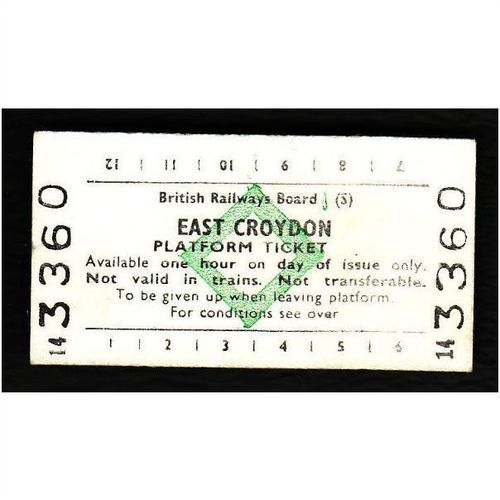 12 | 11 | 10 | 9 | 8 | 7
British Railways Board (S)
EAST CROYDON
PLATFORM TICKET
Available one hour on day of issue only.
Not valid in trains. Not transferable.
To be given up when leaving platform.
For conditions see over
1 | 2 | 3 | 4 | 5 | 6
14 3360
14 3360